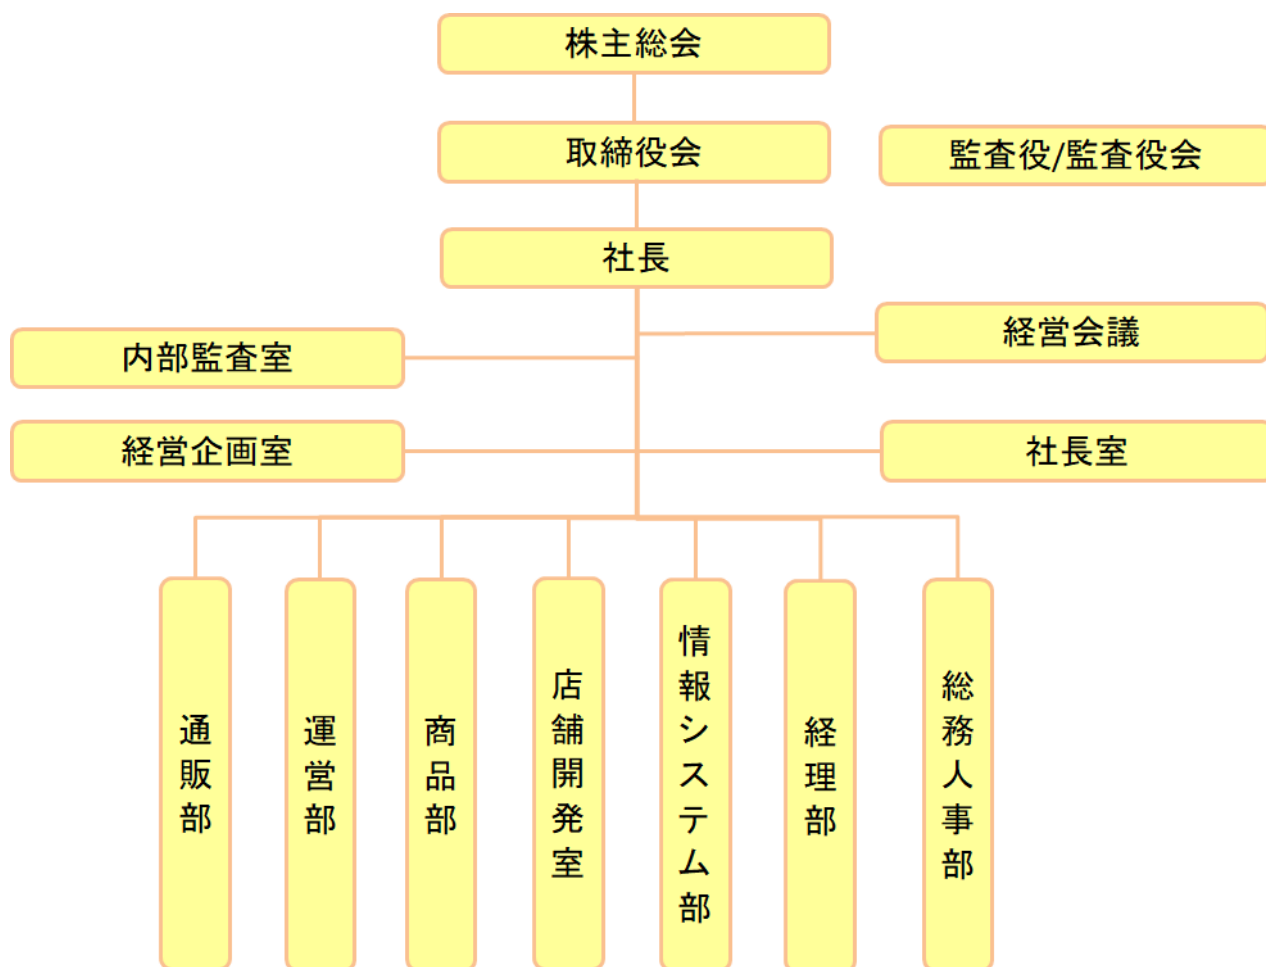 株主総会
取締役会
監査役/監査役会
社長
経営会議
内部監査室
経営企画室
社長室
通販部
運営部
商品部
店舗開発室
情報システム部
経理部
総務人事部